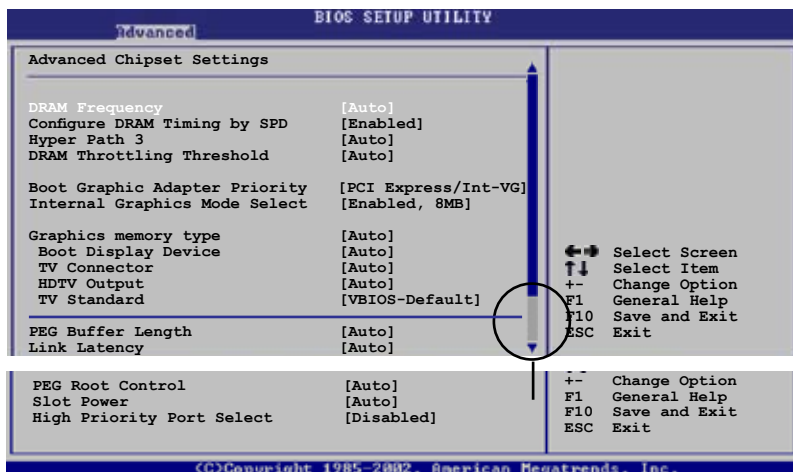 BIOS SETUP UTILITY
Advanced
Advanced Chipset Settings
DRAM Frequency [Auto]
Configure DRAM Timing by SPD [Enabled]
Hyper Path 3 [Auto]
DRAM Throttling Threshold [Auto]
Boot Graphic Adapter Priority [PCI Express/Int-VG]
Internal Graphics Mode Select [Enabled, 8MB]
Graphics memory type [Auto]
Boot Display Device [Auto]
TV Connector [Auto]
HDTV Output [Auto]
TV Standard [VBIOS-Default]
PEG Buffer Length [Auto]
Link Latency [Auto]
Select Screen
↑↓ Select Item
+- Change Option
F1 General Help
F10 Save and Exit
ESC Exit
PEG Root Control [Auto]
Slot Power [Auto]
High Priority Port Select [Disabled]
+- Change Option
F1 General Help
F10 Save and Exit
ESC Exit
(C)Copyright 1985-2002, American Megatrends, Inc.